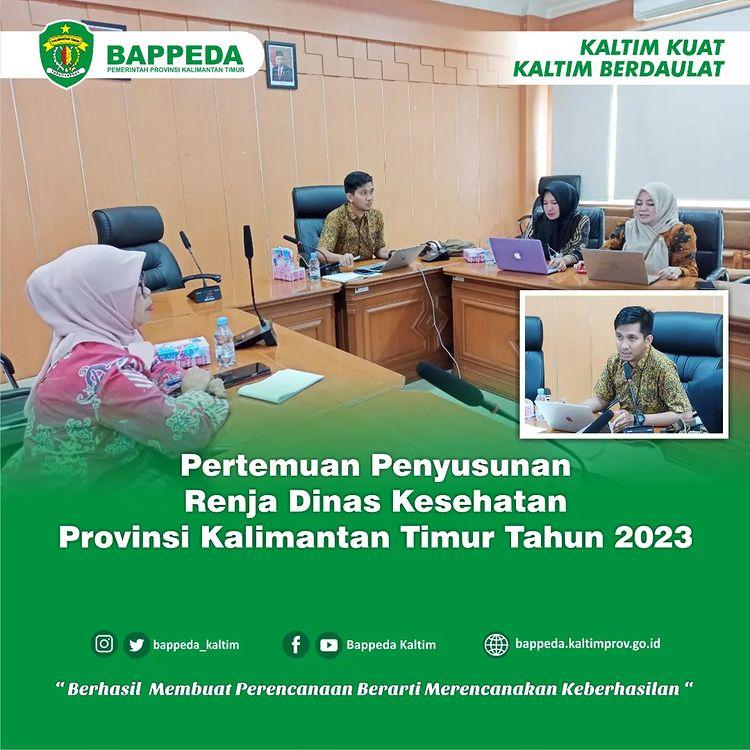 BAPPEDA
PEMERINTAH PROVINSI KALIMANTAN TIMUR
KALTIM KUAT
KALTIM BERDAULAT
Pertemuan Penyusunan
Renja Dinas Kesehatan
Provinsi Kalimantan Timur Tahun 2023
bappeda_kaltim
Bappeda Kaltim
bappeda.kaltimprov.go.id
“ Berhasil Membuat Perencanaan Berarti Merencanakan Keberhasilan “